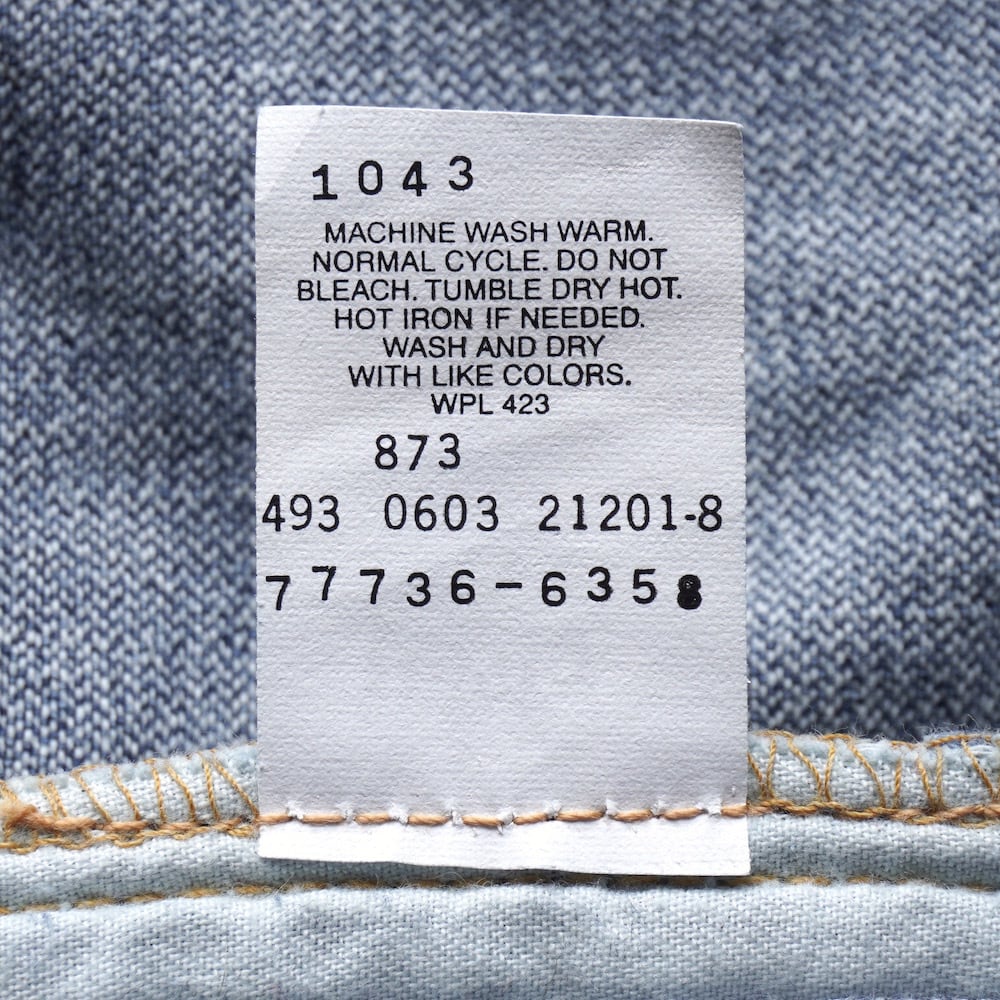 1043
MACHINE WASH WARM.
NORMAL CYCLE. DO NOT
BLEACH. TUMBLE DRY HOT.
HOT IRON IF NEEDED.
WASH AND DRY
WITH LIKE COLORS.
WPL 423
873
493 0603 21201-8
77736-6358